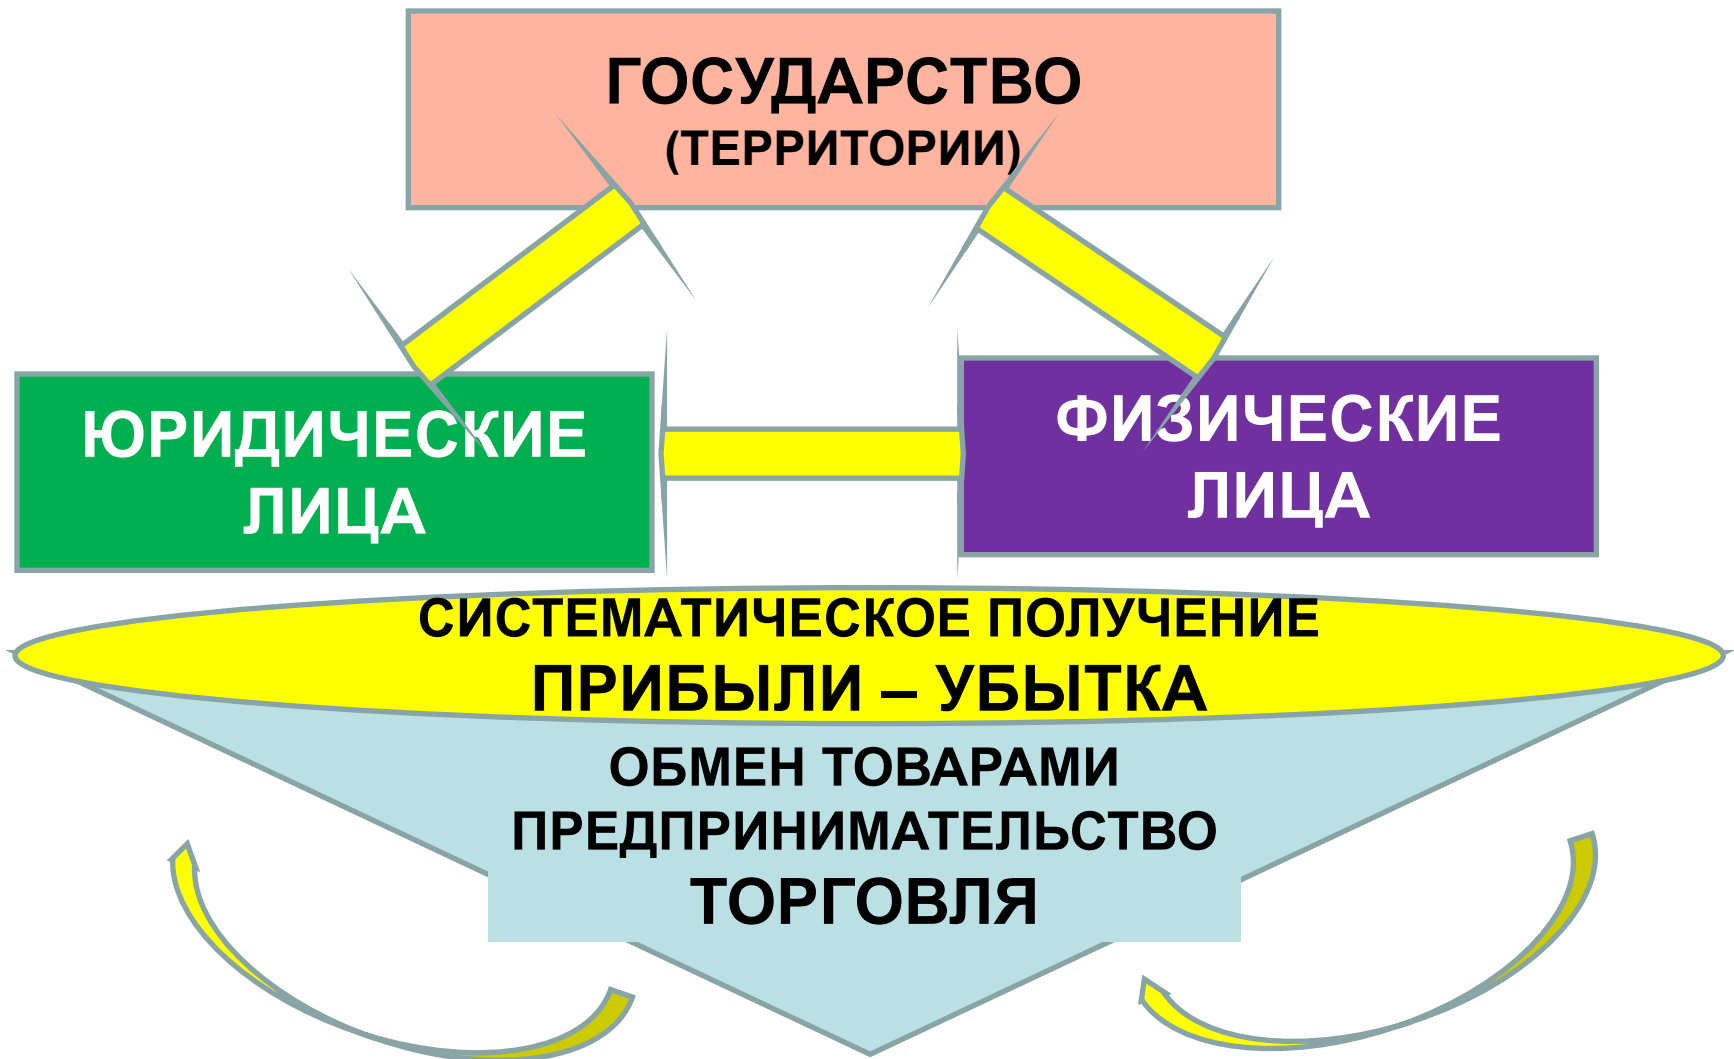 ГОСУДАРСТВО
(ТЕРРИТОРИИ)
ЮРИДИЧЕСКИЕ
ЛИЦА
ФИЗИЧЕСКИЕ
ЛИЦА
СИСТЕМАТИЧЕСКОЕ ПОЛУЧЕНИЕ
ПРИБЫЛИ – УБЫТКА
ОБМЕН ТОВАРАМИ
ПРЕДПРИНИМАТЕЛЬСТВО
ТОРГОВЛЯ